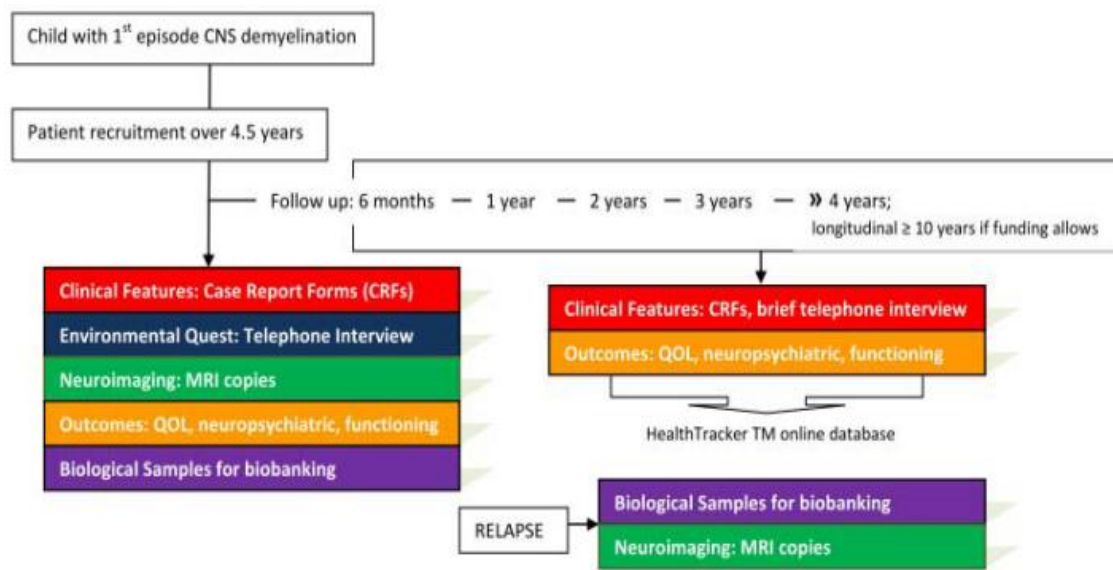 Child with 1st episode CNS demyelination
Patient recruitment over 4.5 years
Follow up: 6 months — 1 year — 2 years — 3 years — » 4 years;
longitudinal ≥ 10 years if funding allows
Clinical Features: Case Report Forms (CRFs)
Environmental Quest: Telephone Interview
Neuroimaging: MRI copies
Outcomes: QOL, neuropsychiatric, functioning
Biological Samples for biobanking
Clinical Features: CRFs, brief telephone interview
Outcomes: QOL, neuropsychiatric, functioning
HealthTracker TM online database
RELAPSE
Biological Samples for biobanking
Neuroimaging: MRI copies